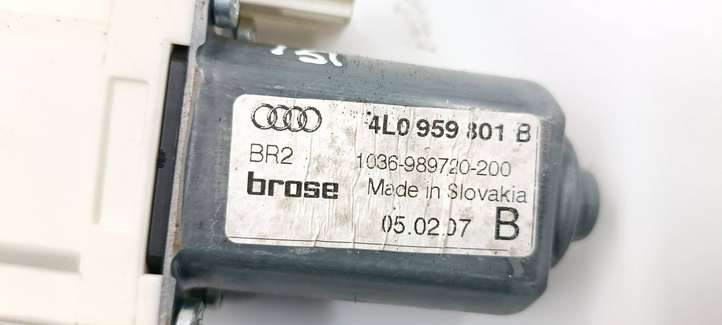 4L0 959 801 B
BR2 1036-989720-200
brose Made in Slovakia
05.02.07 B